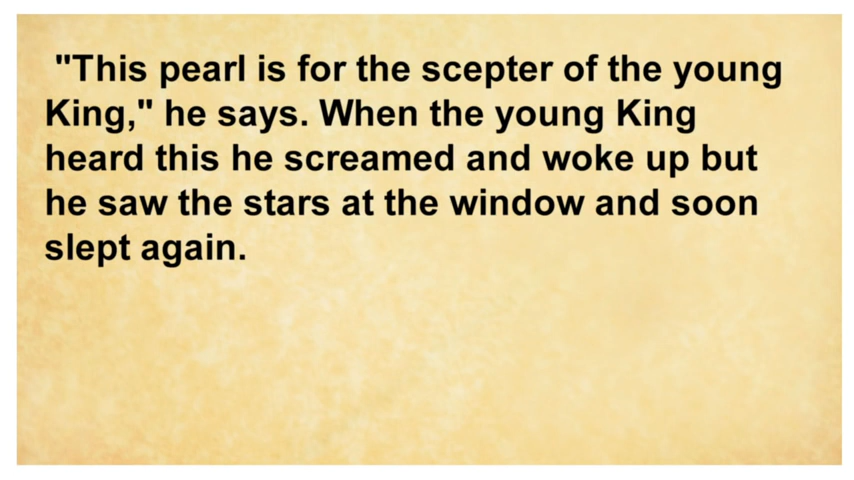 "This pearl is for the scepter of the young
King," he says. When the young King
heard this he screamed and woke up but
he saw the stars at the window and soon
slept again.